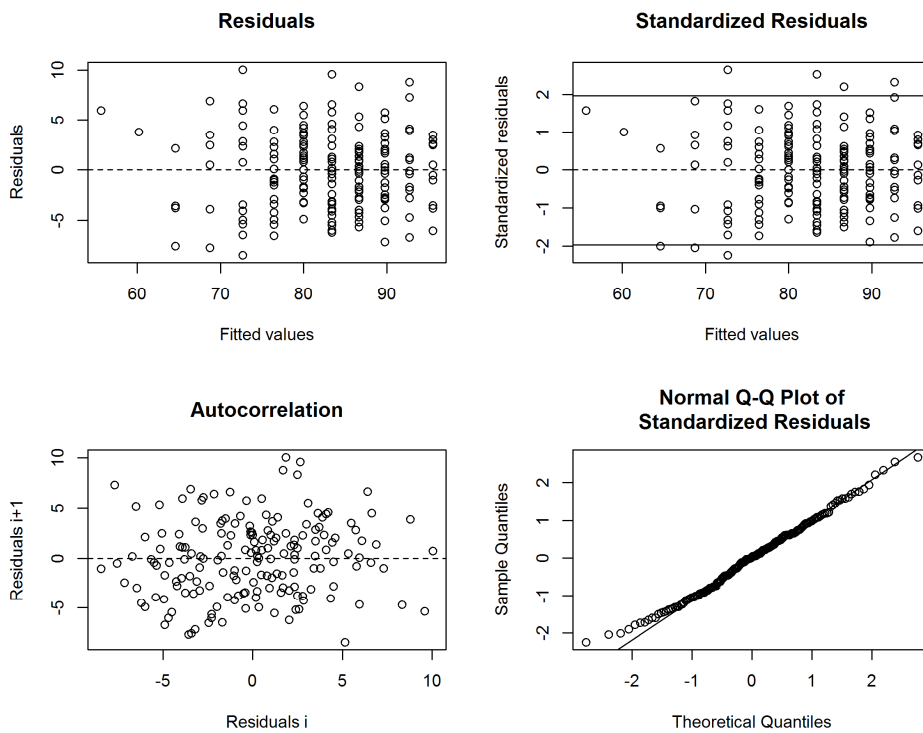 Residuals
Residuals
10
5
0
-5
60 70 80 90
Fitted values
Standardized Residuals
Standardized residuals
2
1
0
-1
-2
60 70 80 90
Fitted values
Autocorrelation
Residuals i+1
10
5
0
-5
-5 0 5 10
Residuals i
Normal Q-Q Plot of
Standardized Residuals
Sample Quantiles
2
1
0
-1
-2
-2 -1 0 1 2
Theoretical Quantiles